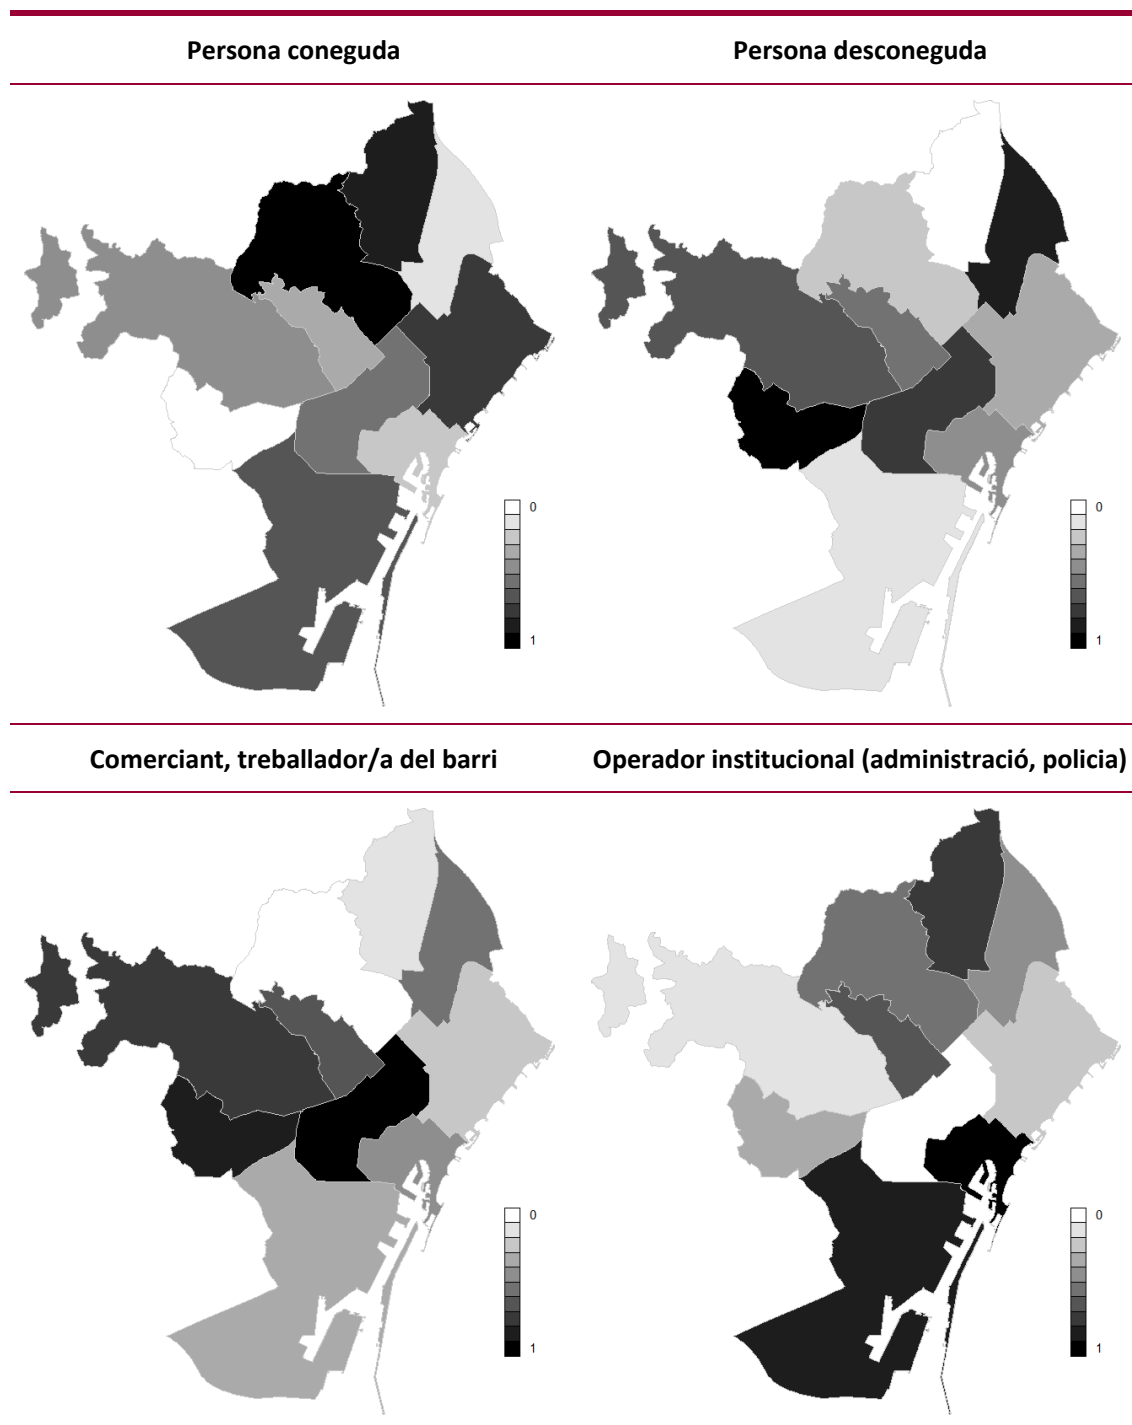 Persona coneguda
Persona desconeguda
0
1
0
1
Comerciant, treballador/a del barri
Operador institucional (administració, policia)
0
1
0
1